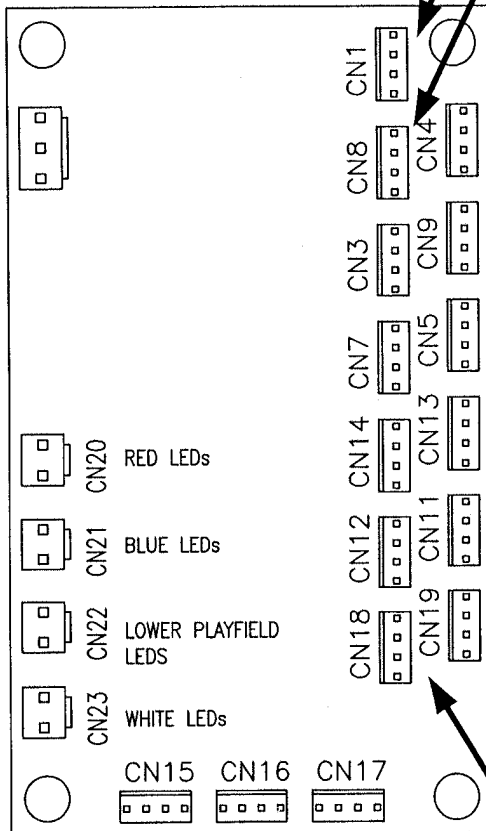 CN1
CN4
CN8
CN9
CN3
CN5
CN7
CN13
CN14
CN11
CN12
CN19
CN18
CN20 RED LEDs
CN21 BLUE LEDs
CN22 LOWER PLAYFIELD
LEDS
CN23 WHITE LEDs
CN15 CN16 CN17